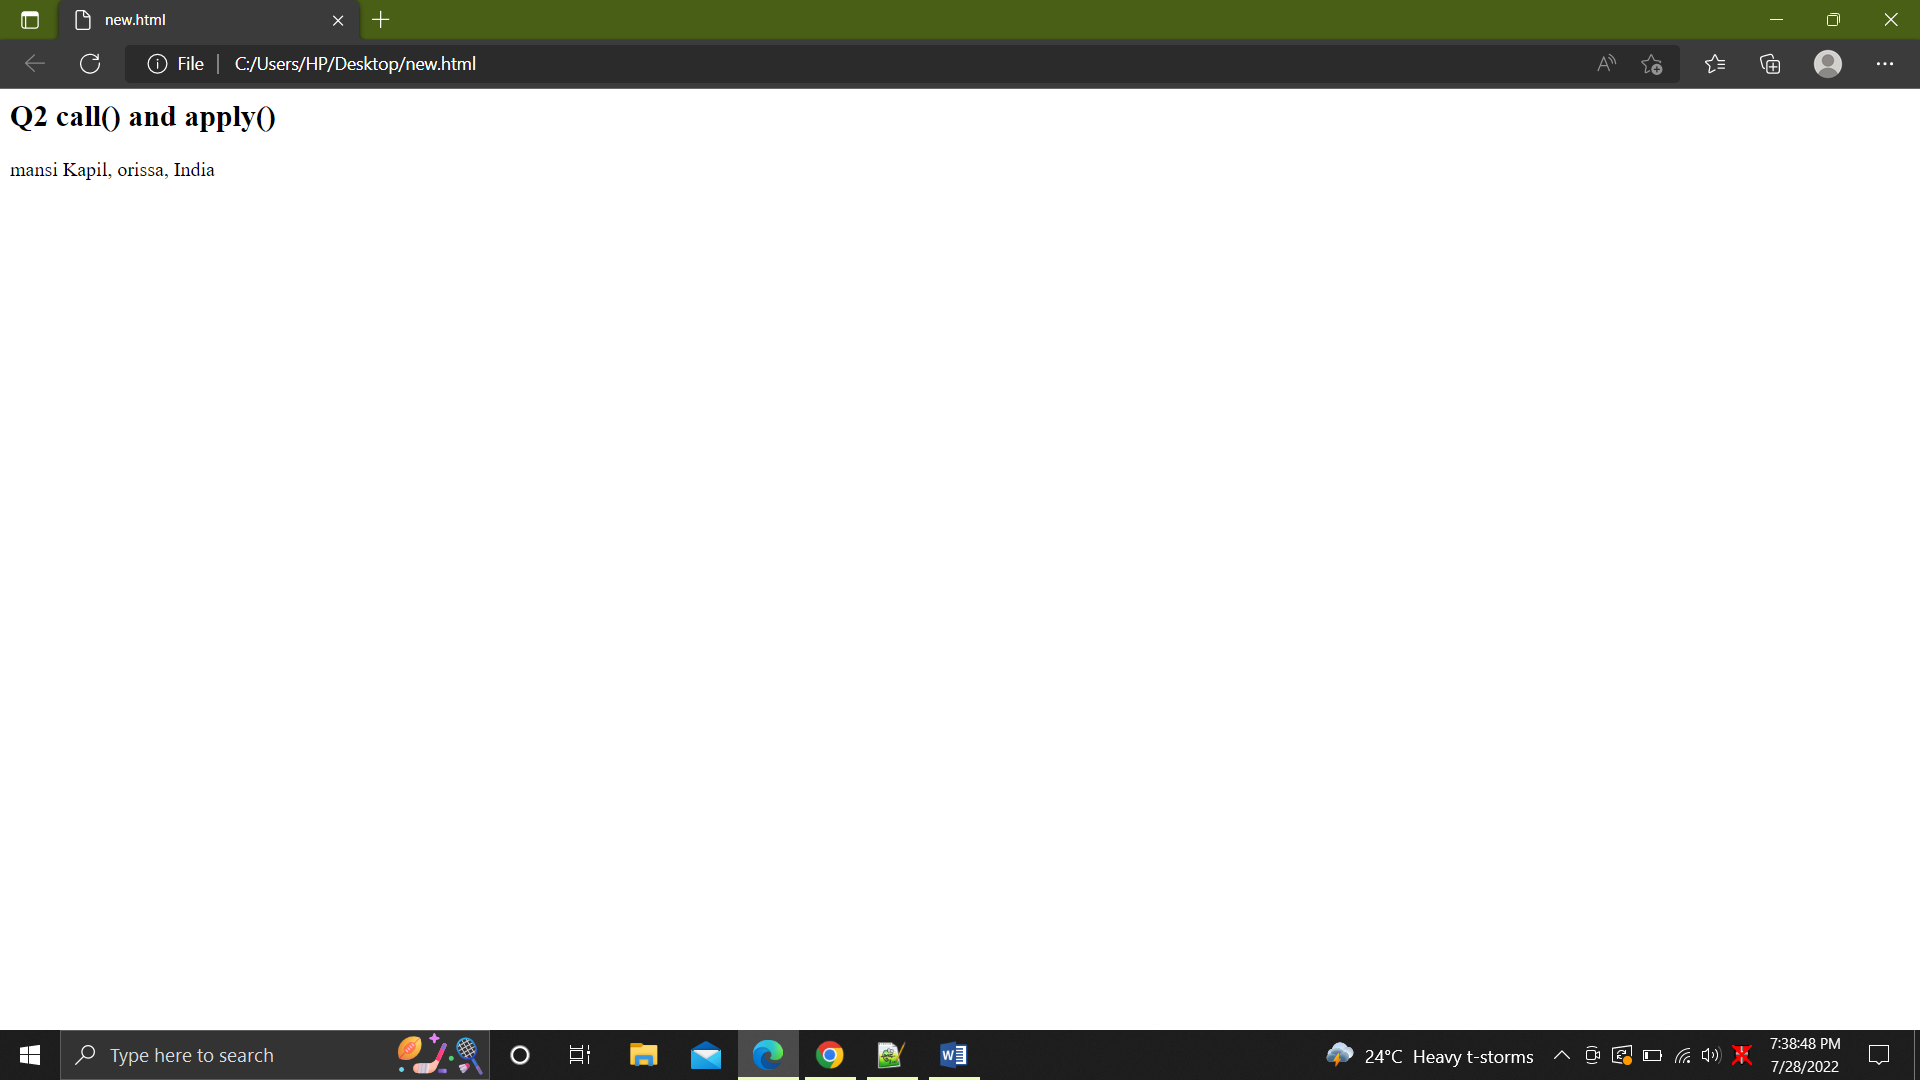 new.html
File
C:/Users/HP/Desktop/new.html
Q2 call() and apply()
mansi Kapil, orissa, India
Type here to search
24°C Heavy t-storms
7:38:48 PM
7/28/2022